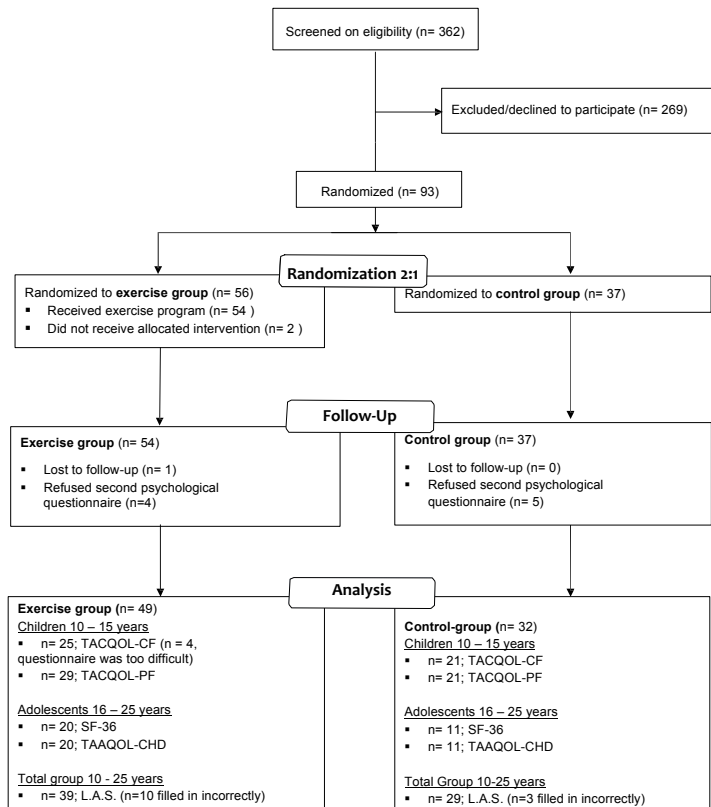 Screened on eligibility (n= 362)
Excluded/declined to participate (n= 269)
Randomized (n= 93)
Randomization 2:1
Randomized to exercise group (n= 56)
▪ Received exercise program (n= 54 )
▪ Did not receive allocated intervention (n= 2 )
Randomized to control group (n= 37)
Follow-Up
Exercise group (n= 54)
▪ Lost to follow-up (n= 1)
▪ Refused second psychological
questionnaire (n=4)
Control group (n= 37)
▪ Lost to follow-up (n= 0)
▪ Refused second psychological
questionnaire (n= 5)
Analysis
Exercise group (n= 49)
Children 10 – 15 years
▪ n= 25; TACQOL-CF (n = 4,
questionnaire was too difficult)
▪ n= 29; TACQOL-PF
Adolescents 16 – 25 years
▪ n= 20; SF-36
▪ n= 20; TAAQOL-CHD
Total group 10 - 25 years
▪ n= 39; L.A.S. (n=10 filled in incorrectly)
Control-group (n= 32)
Children 10 – 15 years
▪ n= 21; TACQOL-CF
▪ n= 21; TACQOL-PF
Adolescents 16 – 25 years
▪ n= 11; SF-36
▪ n= 11; TAAQOL-CHD
Total Group 10-25 years
▪ n= 29; L.A.S. (n=3 filled in incorrectly)